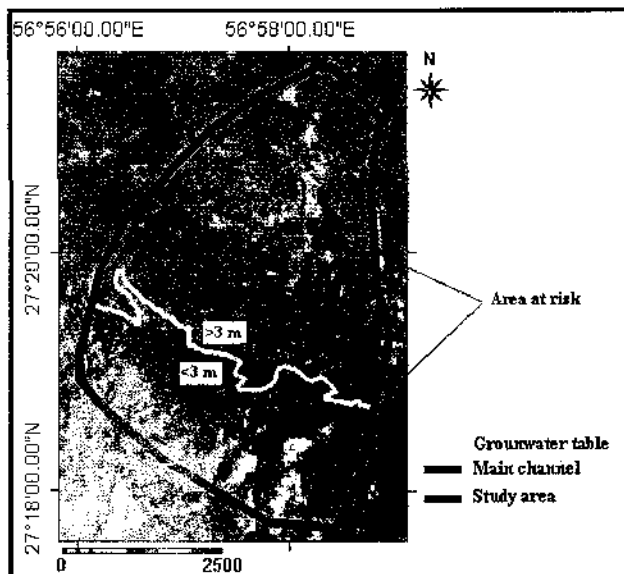 56°56'00.00"E 56°58'00.00"E
N
27°20'00.00"N
>3 m
<3 m
Area at risk
27°18'00.00"N
Grounwater table
Main channel
Study area
0 2500